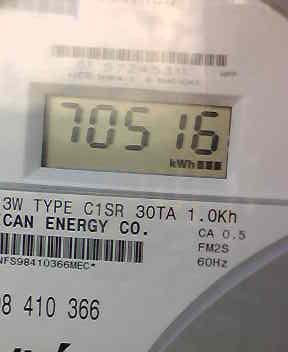 70516
kWh
3W TYPE C1SR 30TA 1.0Kh
CAN ENERGY CO.
CA 0.5
FM2S
NFS98410366MEC*
60Hz
98 410 366